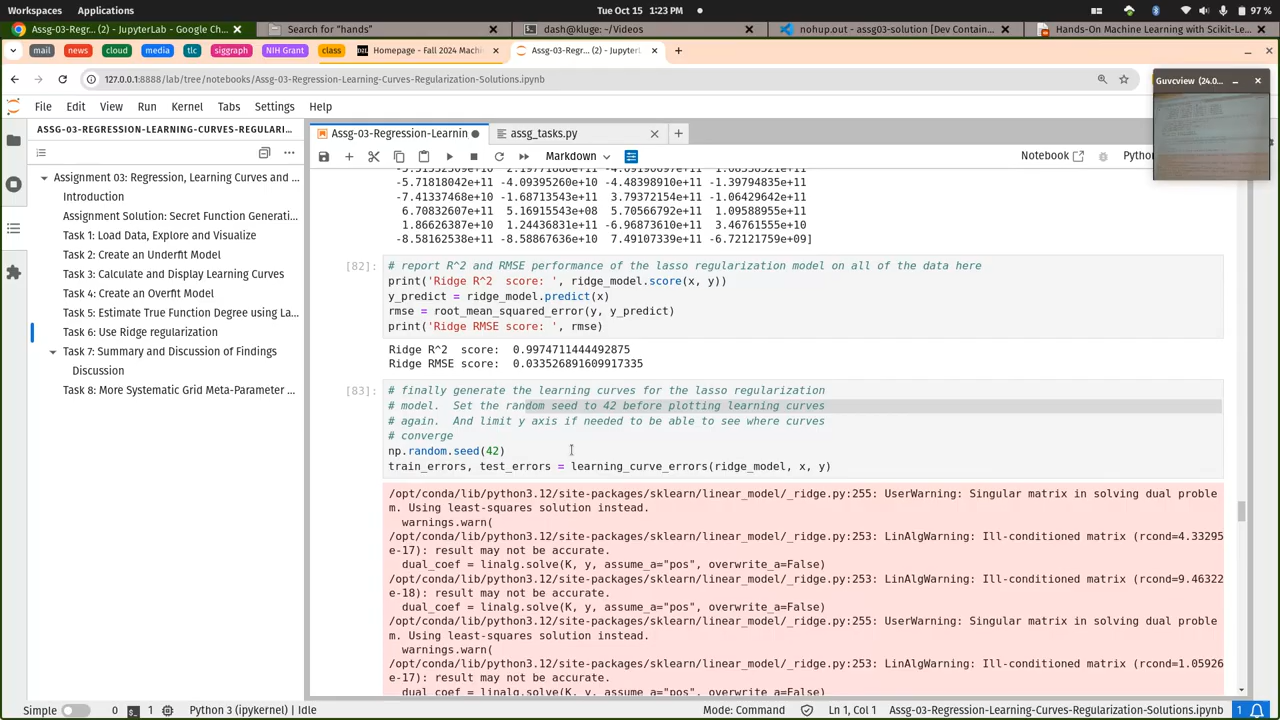 Workspaces Applications Tue Oct 15 1:23 PM 97 %
Assg-03-Regr... (2) - JupyterLab - Google Ch... Search for "hands" dash@kluge: ~/Videos nohup.out - assg03-solution [Dev Contain... Hands-On Machine Learning with Scikit-Le...
mail news cloud media tlc siggraph NIH Grant class Homepage - Fall 2024 Mac Assg-03-Regr... (2) - Jupyter
127.0.0.1:8888/lab/tree/notebooks/Assg-03-Regression-Learning-Curves-Regularization-Solutions.ipynb
Guvcview (24.0...
File Edit View Run Kernel Tabs Settings Help
ASSG-03-REGRESSION-LEARNING-CURVES-REGULARI...
Assg-03-Regression-Learnin assg_tasks.py
Markdown Notebook Python
Assignment 03: Regression, Learning Curves and ...
Introduction
Assignment Solution: Secret Function Generati...
Task 1: Load Data, Explore and Visualize
Task 2: Create an Underfit Model
Task 3: Calculate and Display Learning Curves
Task 4: Create an Overfit Model
Task 5: Estimate True Function Degree using La...
Task 6: Use Ridge regularization
Task 7: Summary and Discussion of Findings
Discussion
Task 8: More Systematic Grid Meta-Parameter ...
-5.71818042e+11 -4.09395260e+10 -4.48398910e+11 -1.39794835e+11
-7.41337468e+10 -1.68713543e+11 3.79372154e+11 -1.06429642e+11
6.70832607e+11 5.16915543e+08 5.70566792e+11 1.09588955e+11
1.86626387e+10 1.24436831e+11 -6.96873610e+11 3.46761555e+10
-8.58162538e+11 -8.58867636e+10 7.49107339e+11 -6.72121759e+09]
[82]: # report R^2 and RMSE performance of the lasso regularization model on all of the data here
print('Ridge R^2  score: ', ridge_model.score(x, y))
y_predict = ridge_model.predict(x)
rmse = root_mean_squared_error(y, y_predict)
print('Ridge RMSE score: ', rmse)
Ridge R^2  score:  0.9974711444492875
Ridge RMSE score:  0.033526891609917335
[83]: # finally generate the learning curves for the lasso regularization
# model.  Set the random seed to 42 before plotting learning curves
# again.  And limit y axis if needed to be able to see where curves
# converge
np.random.seed(42)
train_errors, test_errors = learning_curve_errors(ridge_model, x, y)
/opt/conda/lib/python3.12/site-packages/sklearn/linear_model/_ridge.py:255: UserWarning: Singular matrix in solving dual proble
m. Using least-squares solution instead.
warnings.warn(
/opt/conda/lib/python3.12/site-packages/sklearn/linear_model/_ridge.py:253: LinAlgWarning: Ill-conditioned matrix (rcond=4.33295
e-17): result may not be accurate.
dual_coef = linalg.solve(K, y, assume_a="pos", overwrite_a=False)
/opt/conda/lib/python3.12/site-packages/sklearn/linear_model/_ridge.py:253: LinAlgWarning: Ill-conditioned matrix (rcond=9.46322
e-18): result may not be accurate.
dual_coef = linalg.solve(K, y, assume_a="pos", overwrite_a=False)
/opt/conda/lib/python3.12/site-packages/sklearn/linear_model/_ridge.py:255: UserWarning: Singular matrix in solving dual proble
m. Using least-squares solution instead.
warnings.warn(
/opt/conda/lib/python3.12/site-packages/sklearn/linear_model/_ridge.py:253: LinAlgWarning: Ill-conditioned matrix (rcond=1.05926
e-17): result may not be accurate.
dual_coef = linalg.solve(K, y, assume_a="pos", overwrite_a=False)
Simple 0 1 Python 3 (ipykernel) | Idle Mode: Command Ln 1, Col 1 Assg-03-Regression-Learning-Curves-Regularization-Solutions.ipynb 1